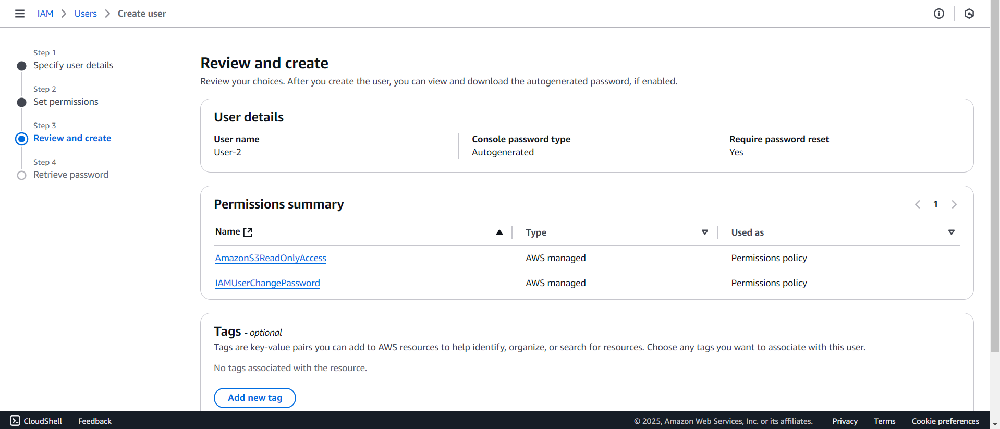 IAM > Users > Create user
Step 1
Specify user details
Step 2
Set permissions
Step 3
Review and create
Step 4
Retrieve password
Review and create
Review your choices. After you create the user, you can view and download the autogenerated password, if enabled.
User details
User name
User-2
Console password type
Autogenerated
Require password reset
Yes
Permissions summary
1
Name Type Used as
AmazonS3ReadOnlyAccess AWS managed Permissions policy
IAMUserChangePassword AWS managed Permissions policy
Tags - optional
Tags are key-value pairs you can add to AWS resources to help identify, organize, or search for resources. Choose any tags you want to associate with this user.
No tags associated with the resource.
Add new tag
CloudShell Feedback © 2025, Amazon Web Services, Inc. or its affiliates. Privacy Terms Cookie preferences